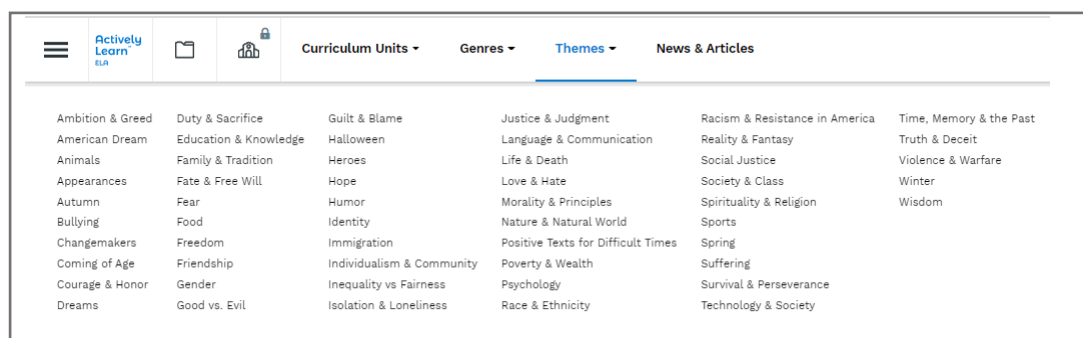 Actively
Learn
ELA
Curriculum Units
Genres
Themes
News & Articles
Ambition & Greed
American Dream
Animals
Appearances
Autumn
Bullying
Changemakers
Coming of Age
Courage & Honor
Dreams
Duty & Sacrifice
Education & Knowledge
Family & Tradition
Fate & Free Will
Fear
Food
Freedom
Friendship
Gender
Good vs. Evil
Guilt & Blame
Halloween
Heroes
Hope
Humor
Identity
Immigration
Individualism & Community
Inequality vs Fairness
Isolation & Loneliness
Justice & Judgment
Language & Communication
Life & Death
Love & Hate
Morality & Principles
Nature & Natural World
Positive Texts for Difficult Times
Poverty & Wealth
Psychology
Race & Ethnicity
Racism & Resistance in America
Reality & Fantasy
Social Justice
Society & Class
Spirituality & Religion
Sports
Spring
Suffering
Survival & Perseverance
Technology & Society
Time, Memory & the Past
Truth & Deceit
Violence & Warfare
Winter
Wisdom